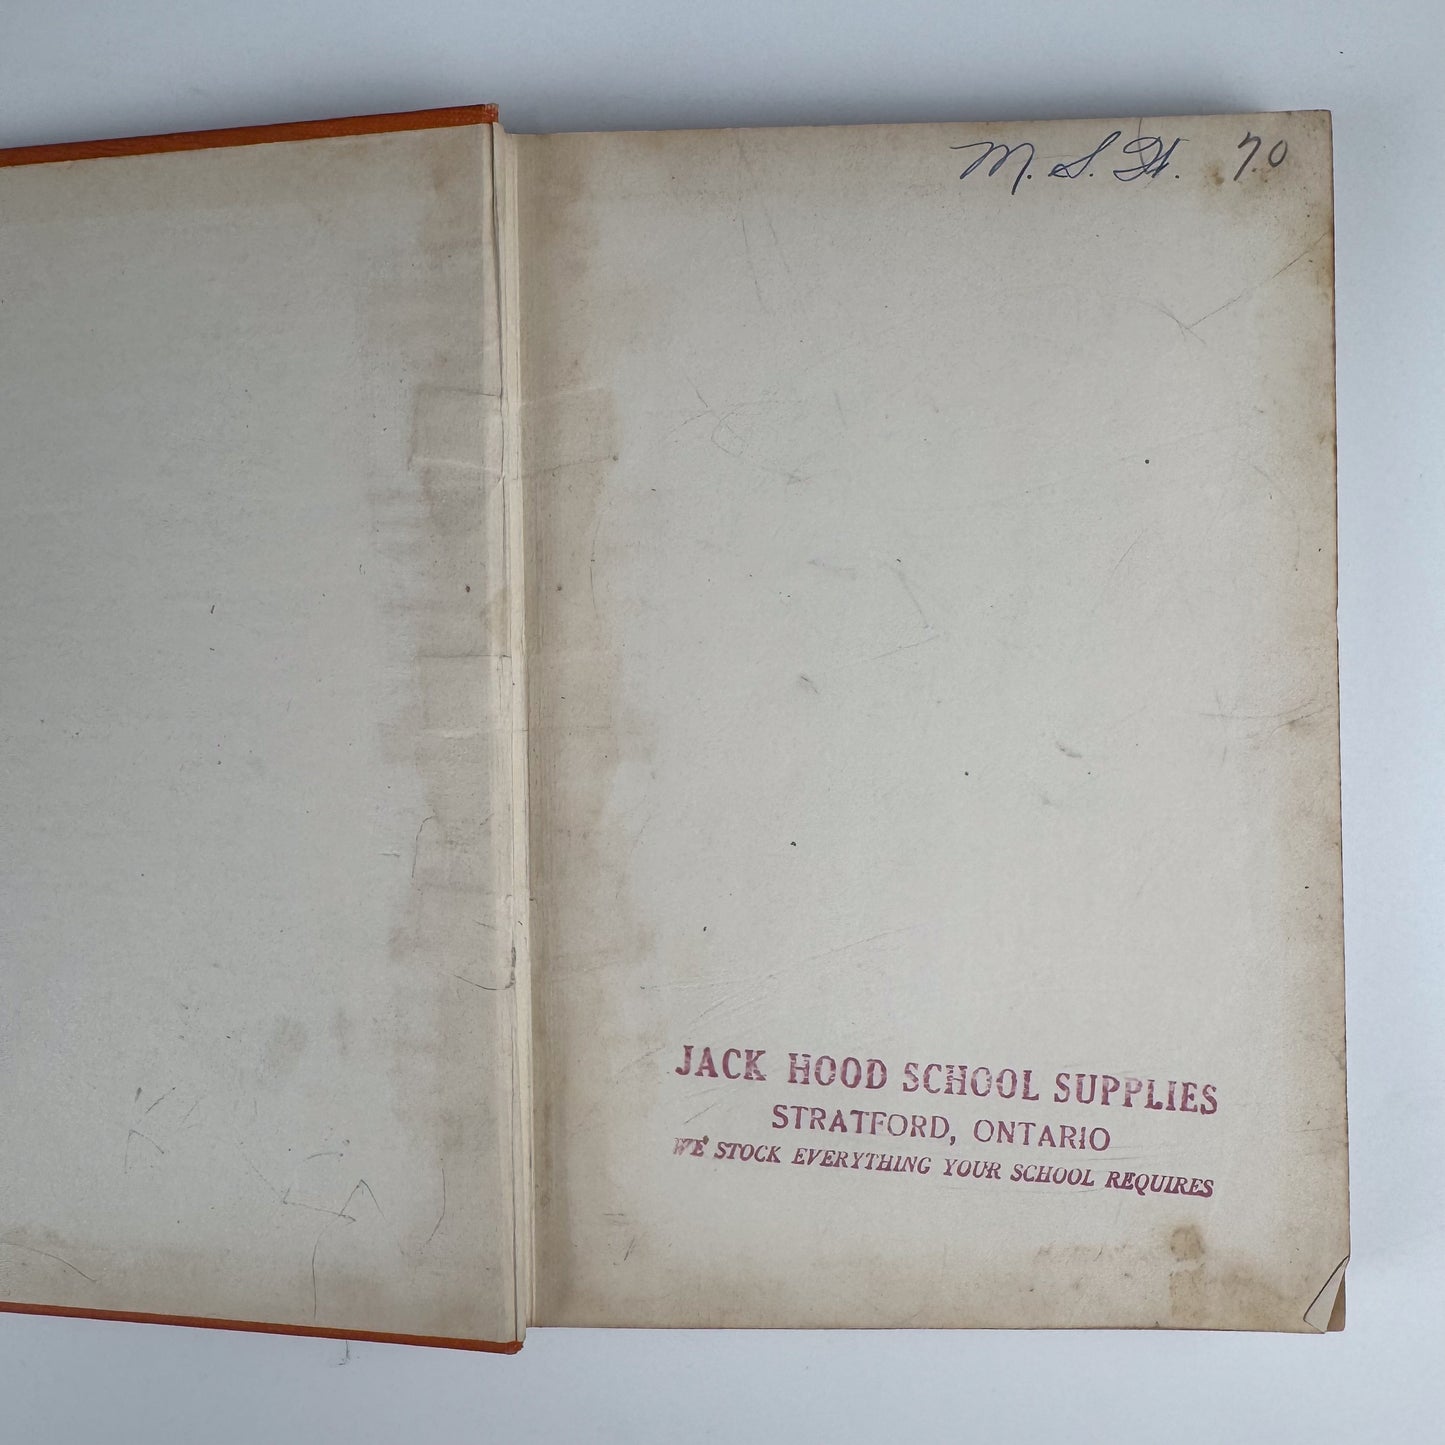 M. S. H. 70
JACK HOOD SCHOOL SUPPLIES
STRATFORD, ONTARIO
WE STOCK EVERYTHING YOUR SCHOOL REQUIRES